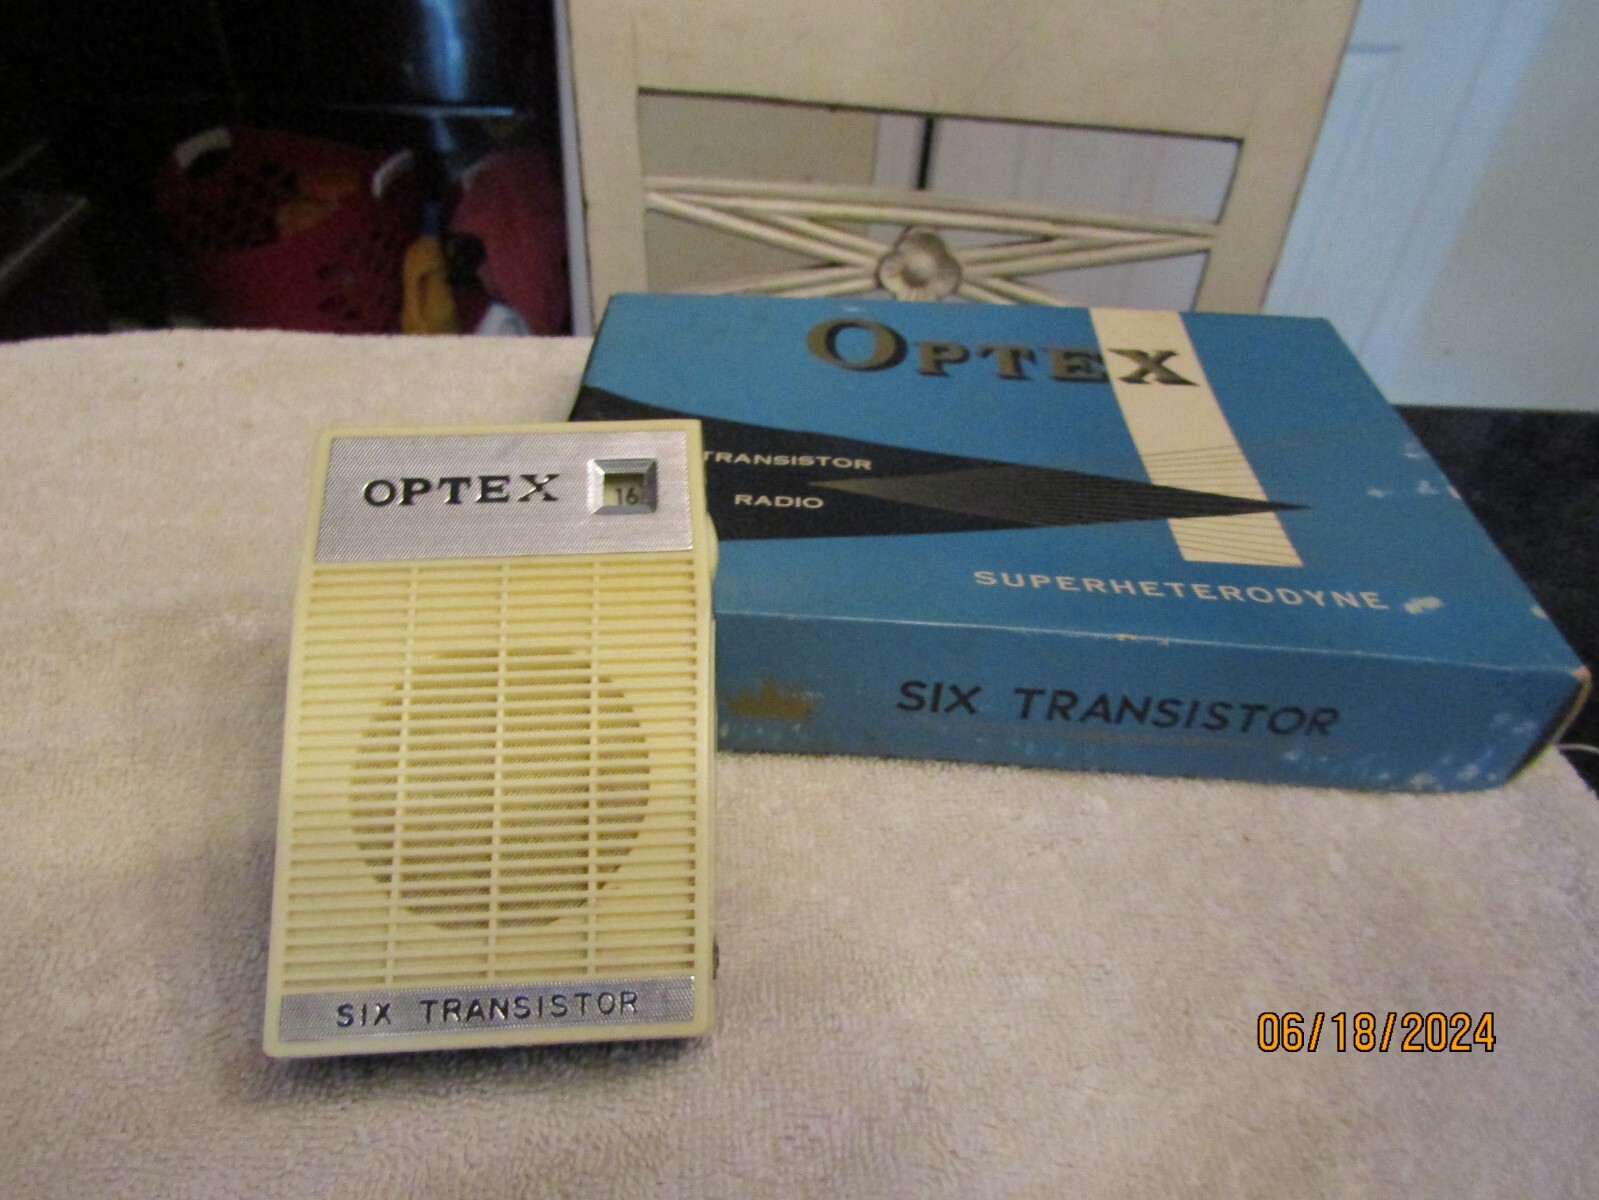 OPTEX
TRANSISTOR
RADIO
SUPERHETERODYNE
SIX TRANSISTOR
OPTEX
16
SIX TRANSISTOR
06/18/2024